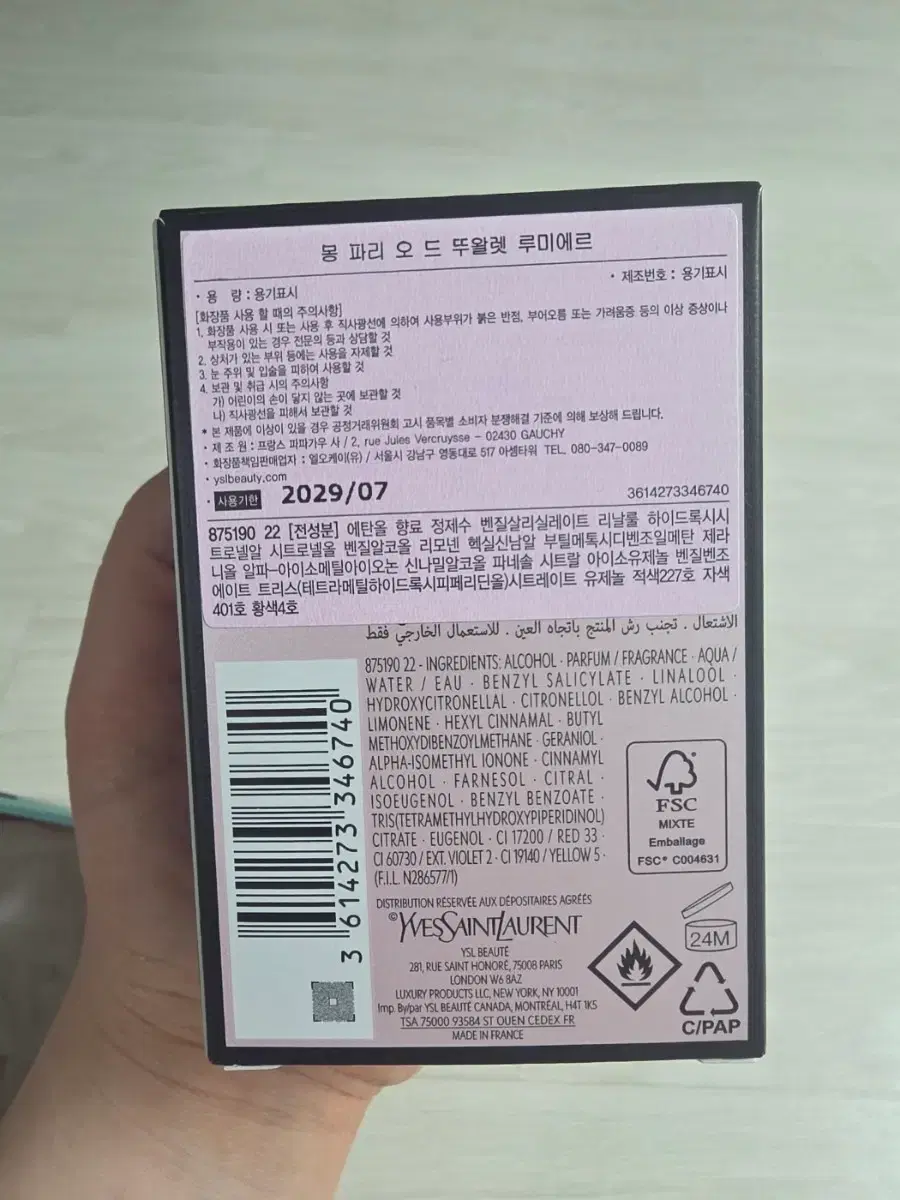 몽 파리 오 드 뚜왈렛 루미에르
• 용 량 : 용기표시
• 제조번호 : 용기표시
[화장품 사용 할 때의 주의사항]
1. 화장품 사용 시 또는 사용 후 직사광선에 의하여 사용부위가 붉은 반점, 부어오름 또는 가려움증 등의 이상 증상이나
부작용이 있는 경우 전문의 등과 상담할 것
2. 상처가 있는 부위 등에는 사용을 자제할 것
3. 눈 주위 및 입술을 피하여 사용할 것
4. 보관 및 취급 시의 주의사항
가) 어린이의 손이 닿지 않는 곳에 보관할 것
나) 직사광선을 피해서 보관할 것
* 본 제품에 이상이 있을 경우 공정거래위원회 고시 품목별 소비자 분쟁해결 기준에 의해 보상해 드립니다.
• 제 조 원 : 프랑스 파파가우 사 / 2, rue Jules Vercruysse - 02430 GAUCHY
• 화장품책임판매업자 : 엘오케이(유) / 서울시 강남구 영동대로 517 아셈타워 TEL. 080-347-0089
• yslbeauty.com
• 사용기한 2029/07
3614273346740
875190 22 [전성분] 에탄올 향료 정제수 벤질살리실레이트 리날룰 하이드록시시
트로넬알 시트로넬올 벤질알코올 리모넨 헥실신남알 부틸메톡시디벤조일메탄 제라
니올 알파-아이소메틸아이오논 신나밀알코올 파네솔 시트랄 아이소유제놀 벤질벤조
에이트 트리스(테트라메틸하이드록시피페리딘올)시트레이트 유제놀 적색227호 자색
401호 황색4호
الاشتعال . تجنب رش المنتج باتجاه العين . للاستعمال الخارجي فقط
875190 22 - INGREDIENTS: ALCOHOL · PARFUM / FRAGRANCE · AQUA /
WATER / EAU · BENZYL SALICYLATE · LINALOOL ·
HYDROXYCITRONELLAL · CITRONELLOL · BENZYL ALCOHOL ·
LIMONENE · HEXYL CINNAMAL · BUTYL
METHOXYDIBENZOYLMETHANE · GERANIOL ·
ALPHA-ISOMETHYL IONONE · CINNAMYL
ALCOHOL · FARNESOL · CITRAL ·
ISOEUGENOL · BENZYL BENZOATE ·
TRIS(TETRAMETHYLHYDROXYPIPERIDINOL)
CITRATE · EUGENOL · CI 17200 / RED 33 ·
CI 60730 / EXT. VIOLET 2 · CI 19140 / YELLOW 5 ·
(F.I.L. N286577/1)
3 614273 346740
FSC
MIXTE
Emballage
FSC® C004631
DISTRIBUTION RÉSERVÉE AUX DÉPOSITAIRES AGRÉÉS
©YVESSAINTLAURENT
YSL BEAUTÉ
281, RUE SAINT HONORÉ, 75008 PARIS
LONDON W6 8AZ
LUXURY PRODUCTS LLC, NEW YORK, NY 10001
Imp. By/par YSL BEAUTÉ CANADA, MONTRÉAL, H4T 1K5
TSA 75000 93584 ST OUEN CEDEX FR
MADE IN FRANCE
24M
C/PAP